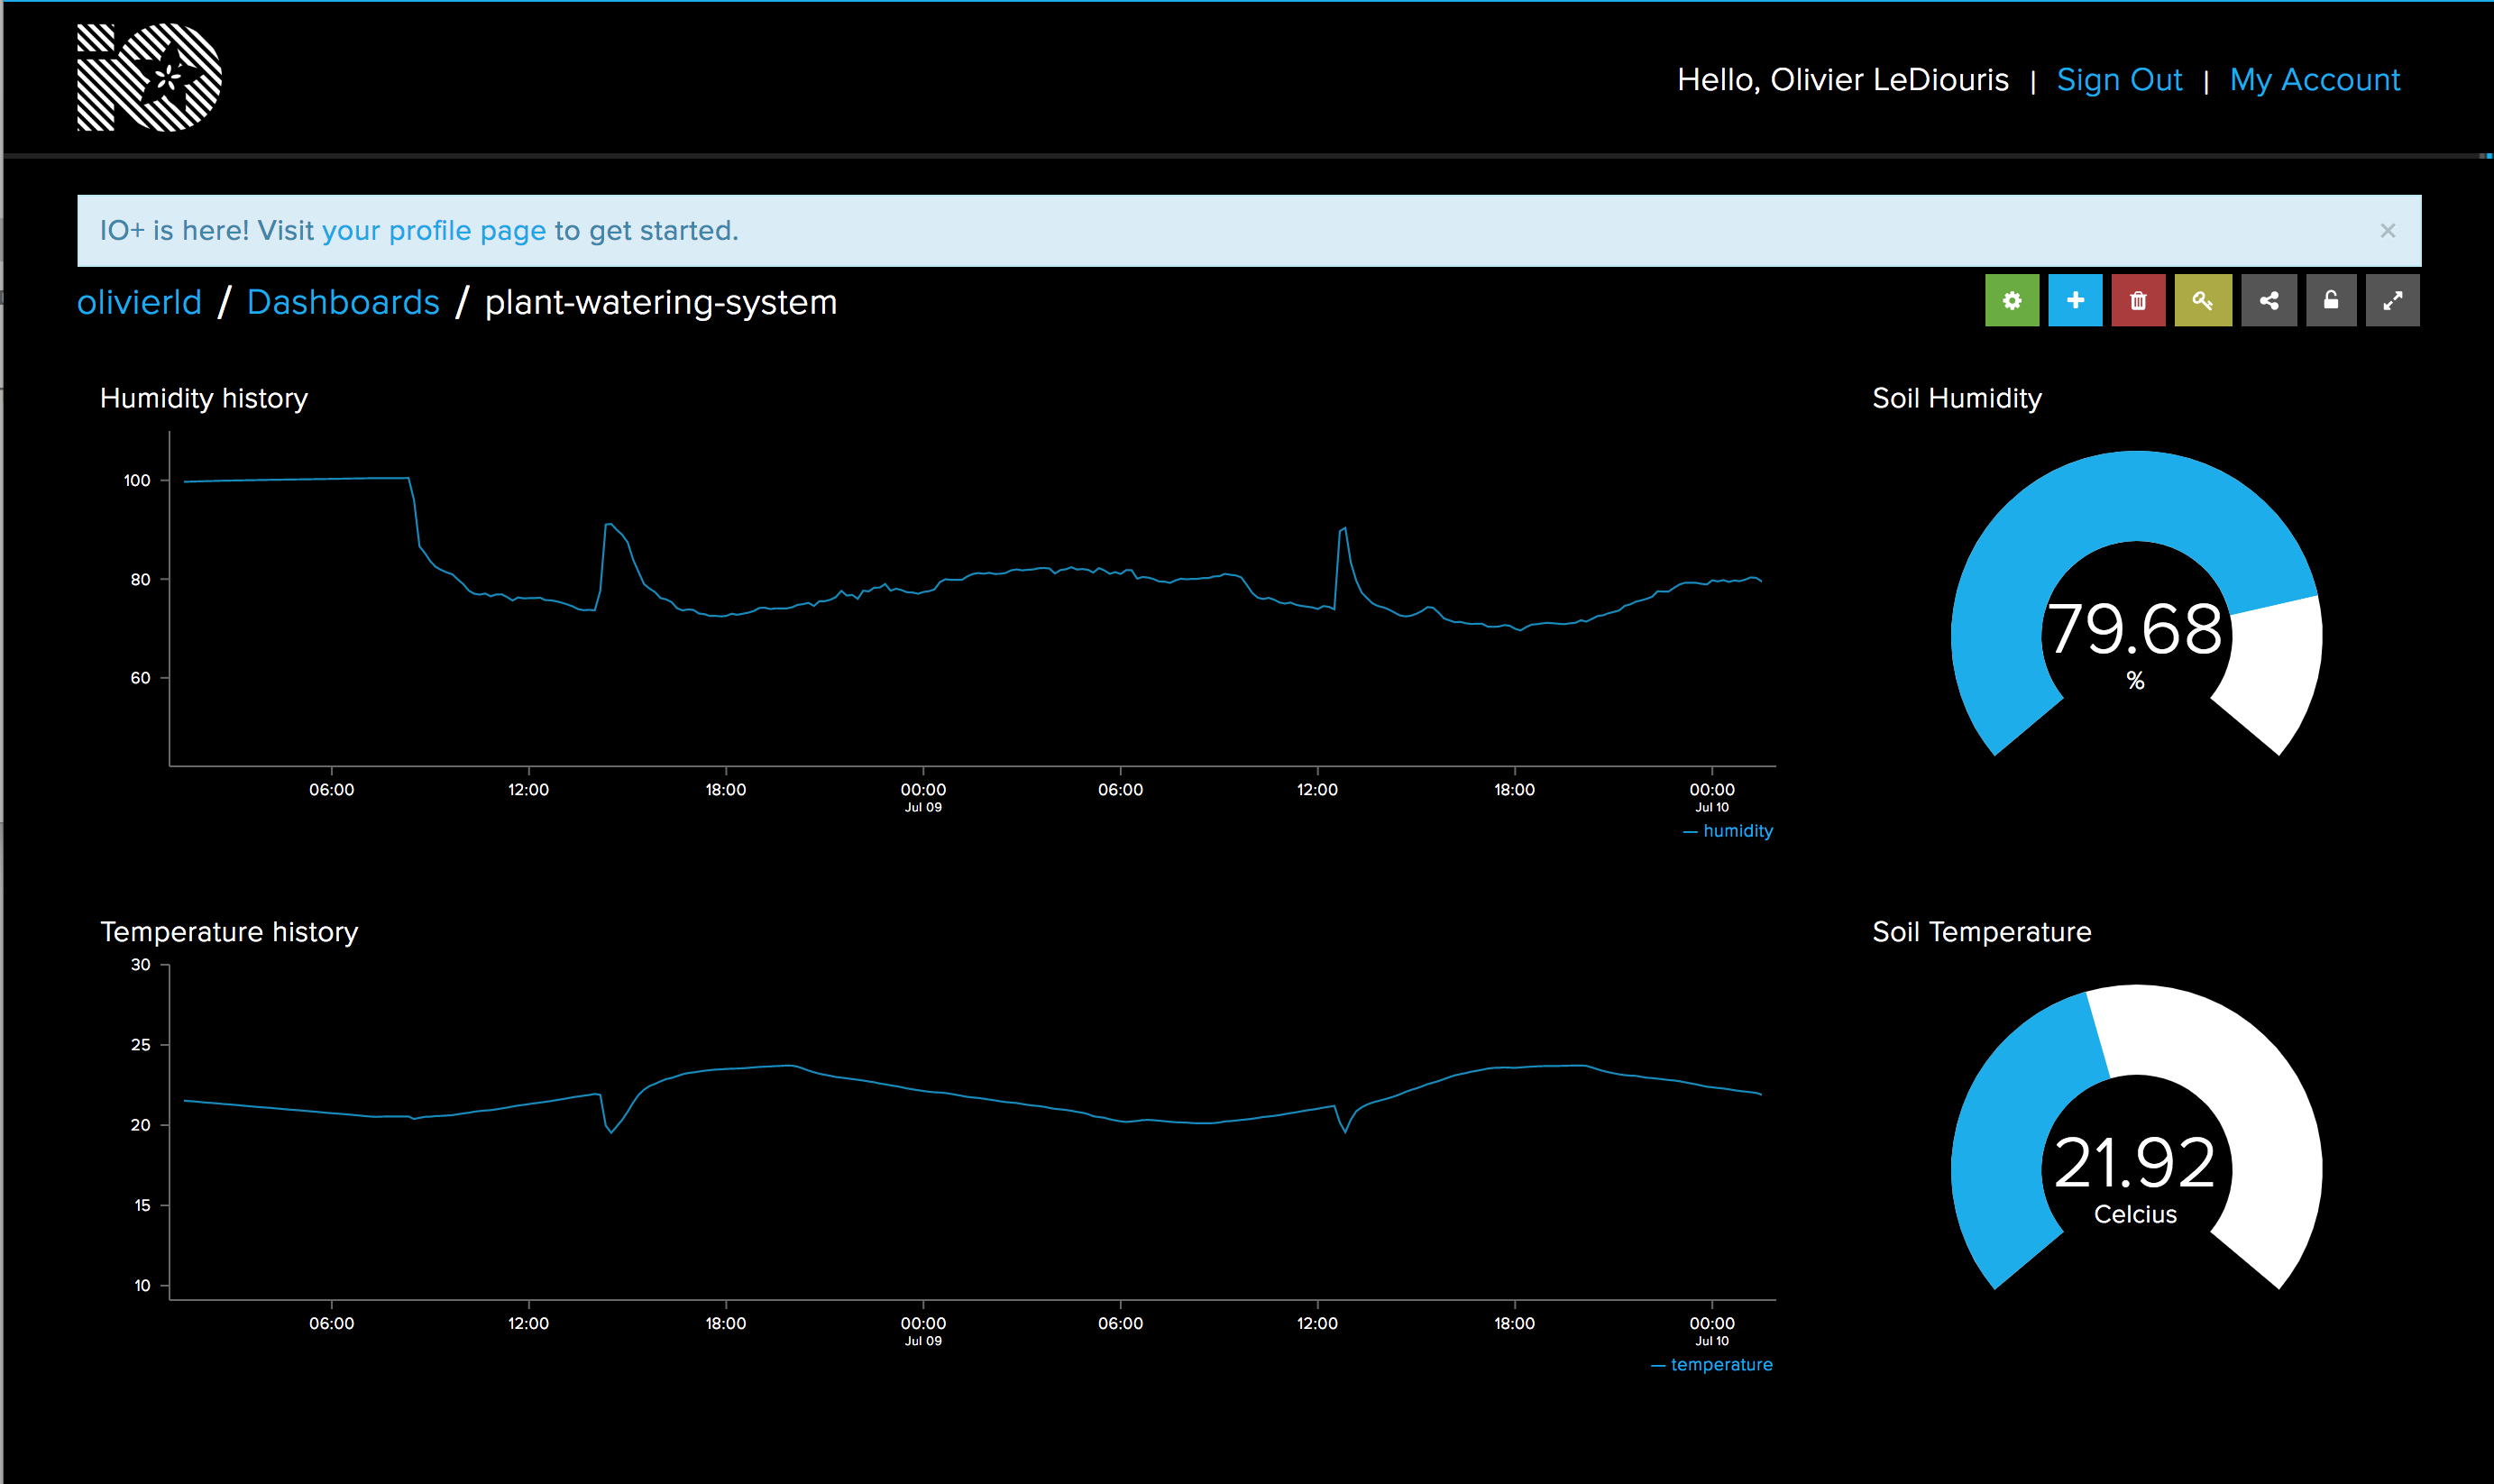 iO
Hello, Olivier LeDiouris | Sign Out | My Account
IO+ is here! Visit your profile page to get started.
×
olivierld / Dashboards / plant-watering-system
Humidity history
100
80
60
06:00 12:00 18:00 00:00 06:00 12:00 18:00 00:00
Jul 09 Jul 10
— humidity
Soil Humidity
79.68
%
Temperature history
30
25
20
15
10
06:00 12:00 18:00 00:00 06:00 12:00 18:00 00:00
Jul 09 Jul 10
— temperature
Soil Temperature
21.92
Celcius